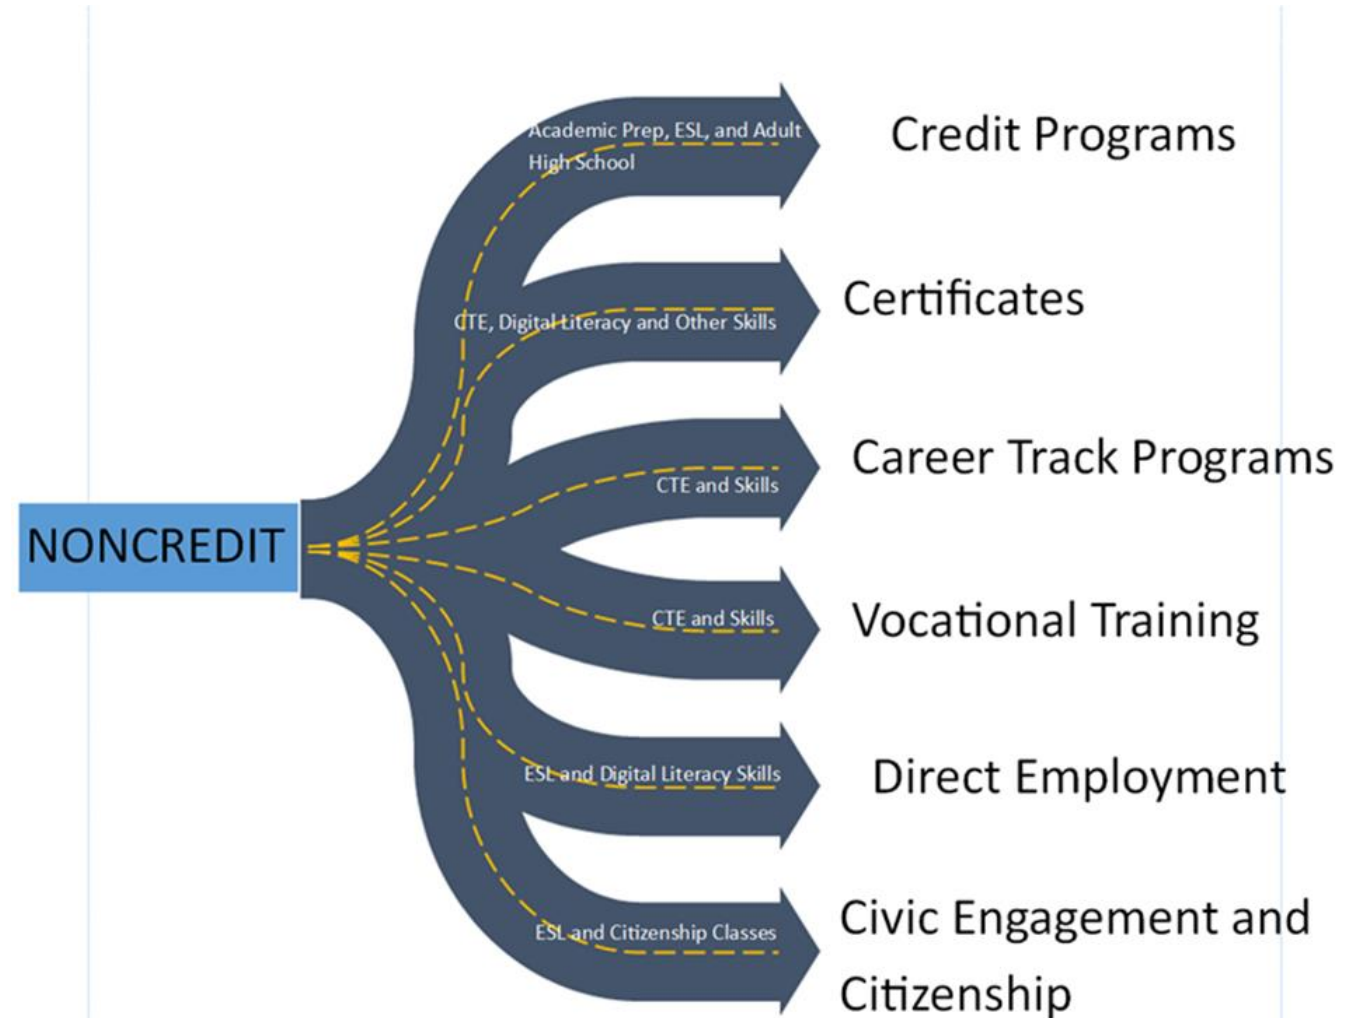 Academic Prep, ESL, and Adult
High School
Credit Programs
CTE, Digital Literacy and Other Skills
Certificates
CTE and Skills
Career Track Programs
NONCREDIT
CTE and Skills
Vocational Training
ESL and Digital Literacy Skills
Direct Employment
ESL and Citizenship Classes
Civic Engagement and
Citizenship